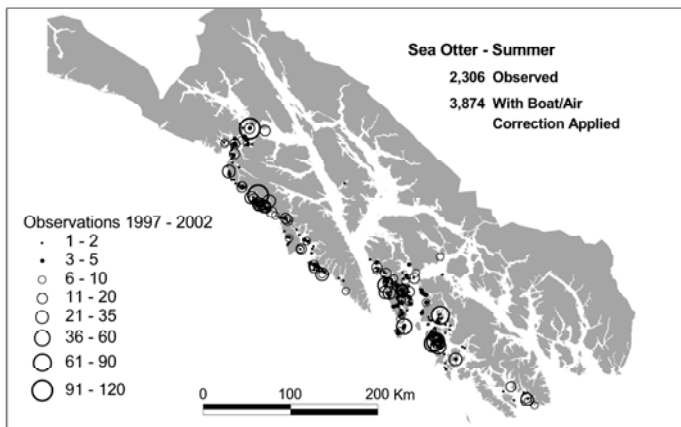 Sea Otter - Summer
2,306 Observed
3,874 With Boat/Air
Correction Applied
Observations 1997 - 2002
1 - 2
3 - 5
6 - 10
11 - 20
21 - 35
36 - 60
61 - 90
91 - 120
0 100 200 Km